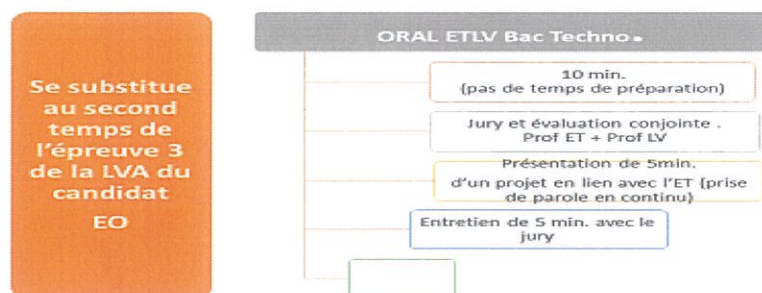 Se substitue
au second
temps de
l'épreuve 3
de la LVA du
candidat
EO
ORAL ETLV Bac Techno.
10 min.
(pas de temps de préparation)
Jury et évaluation conjointe .
Prof ET + Prof LV
Présentation de 5min.
d'un projet en lien avec l'ET (prise
de parole en continu)
Entretien de 5 min. avec le
jury